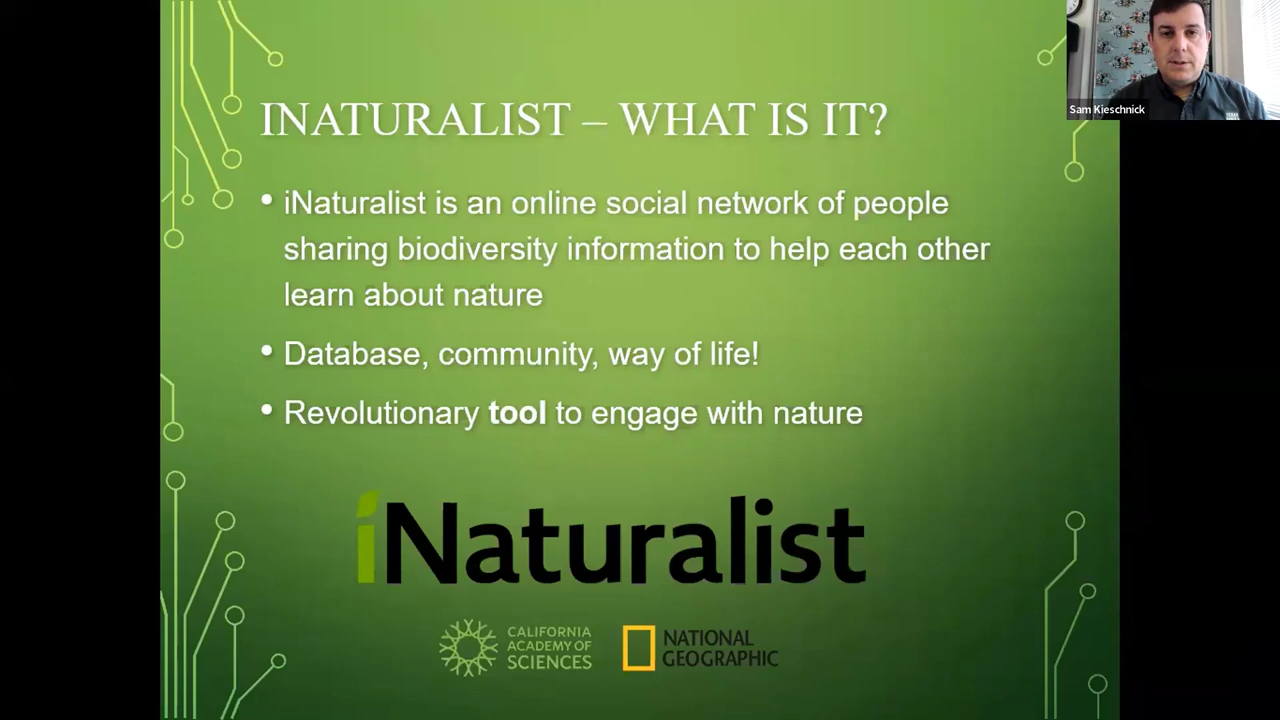 INATURALIST – WHAT IS IT?
• iNaturalist is an online social network of people
sharing biodiversity information to help each other
learn about nature
• Database, community, way of life!
• Revolutionary tool to engage with nature
iNaturalist
CALIFORNIA
ACADEMY OF
SCIENCES
NATIONAL
GEOGRAPHIC
Sam Kieschnick